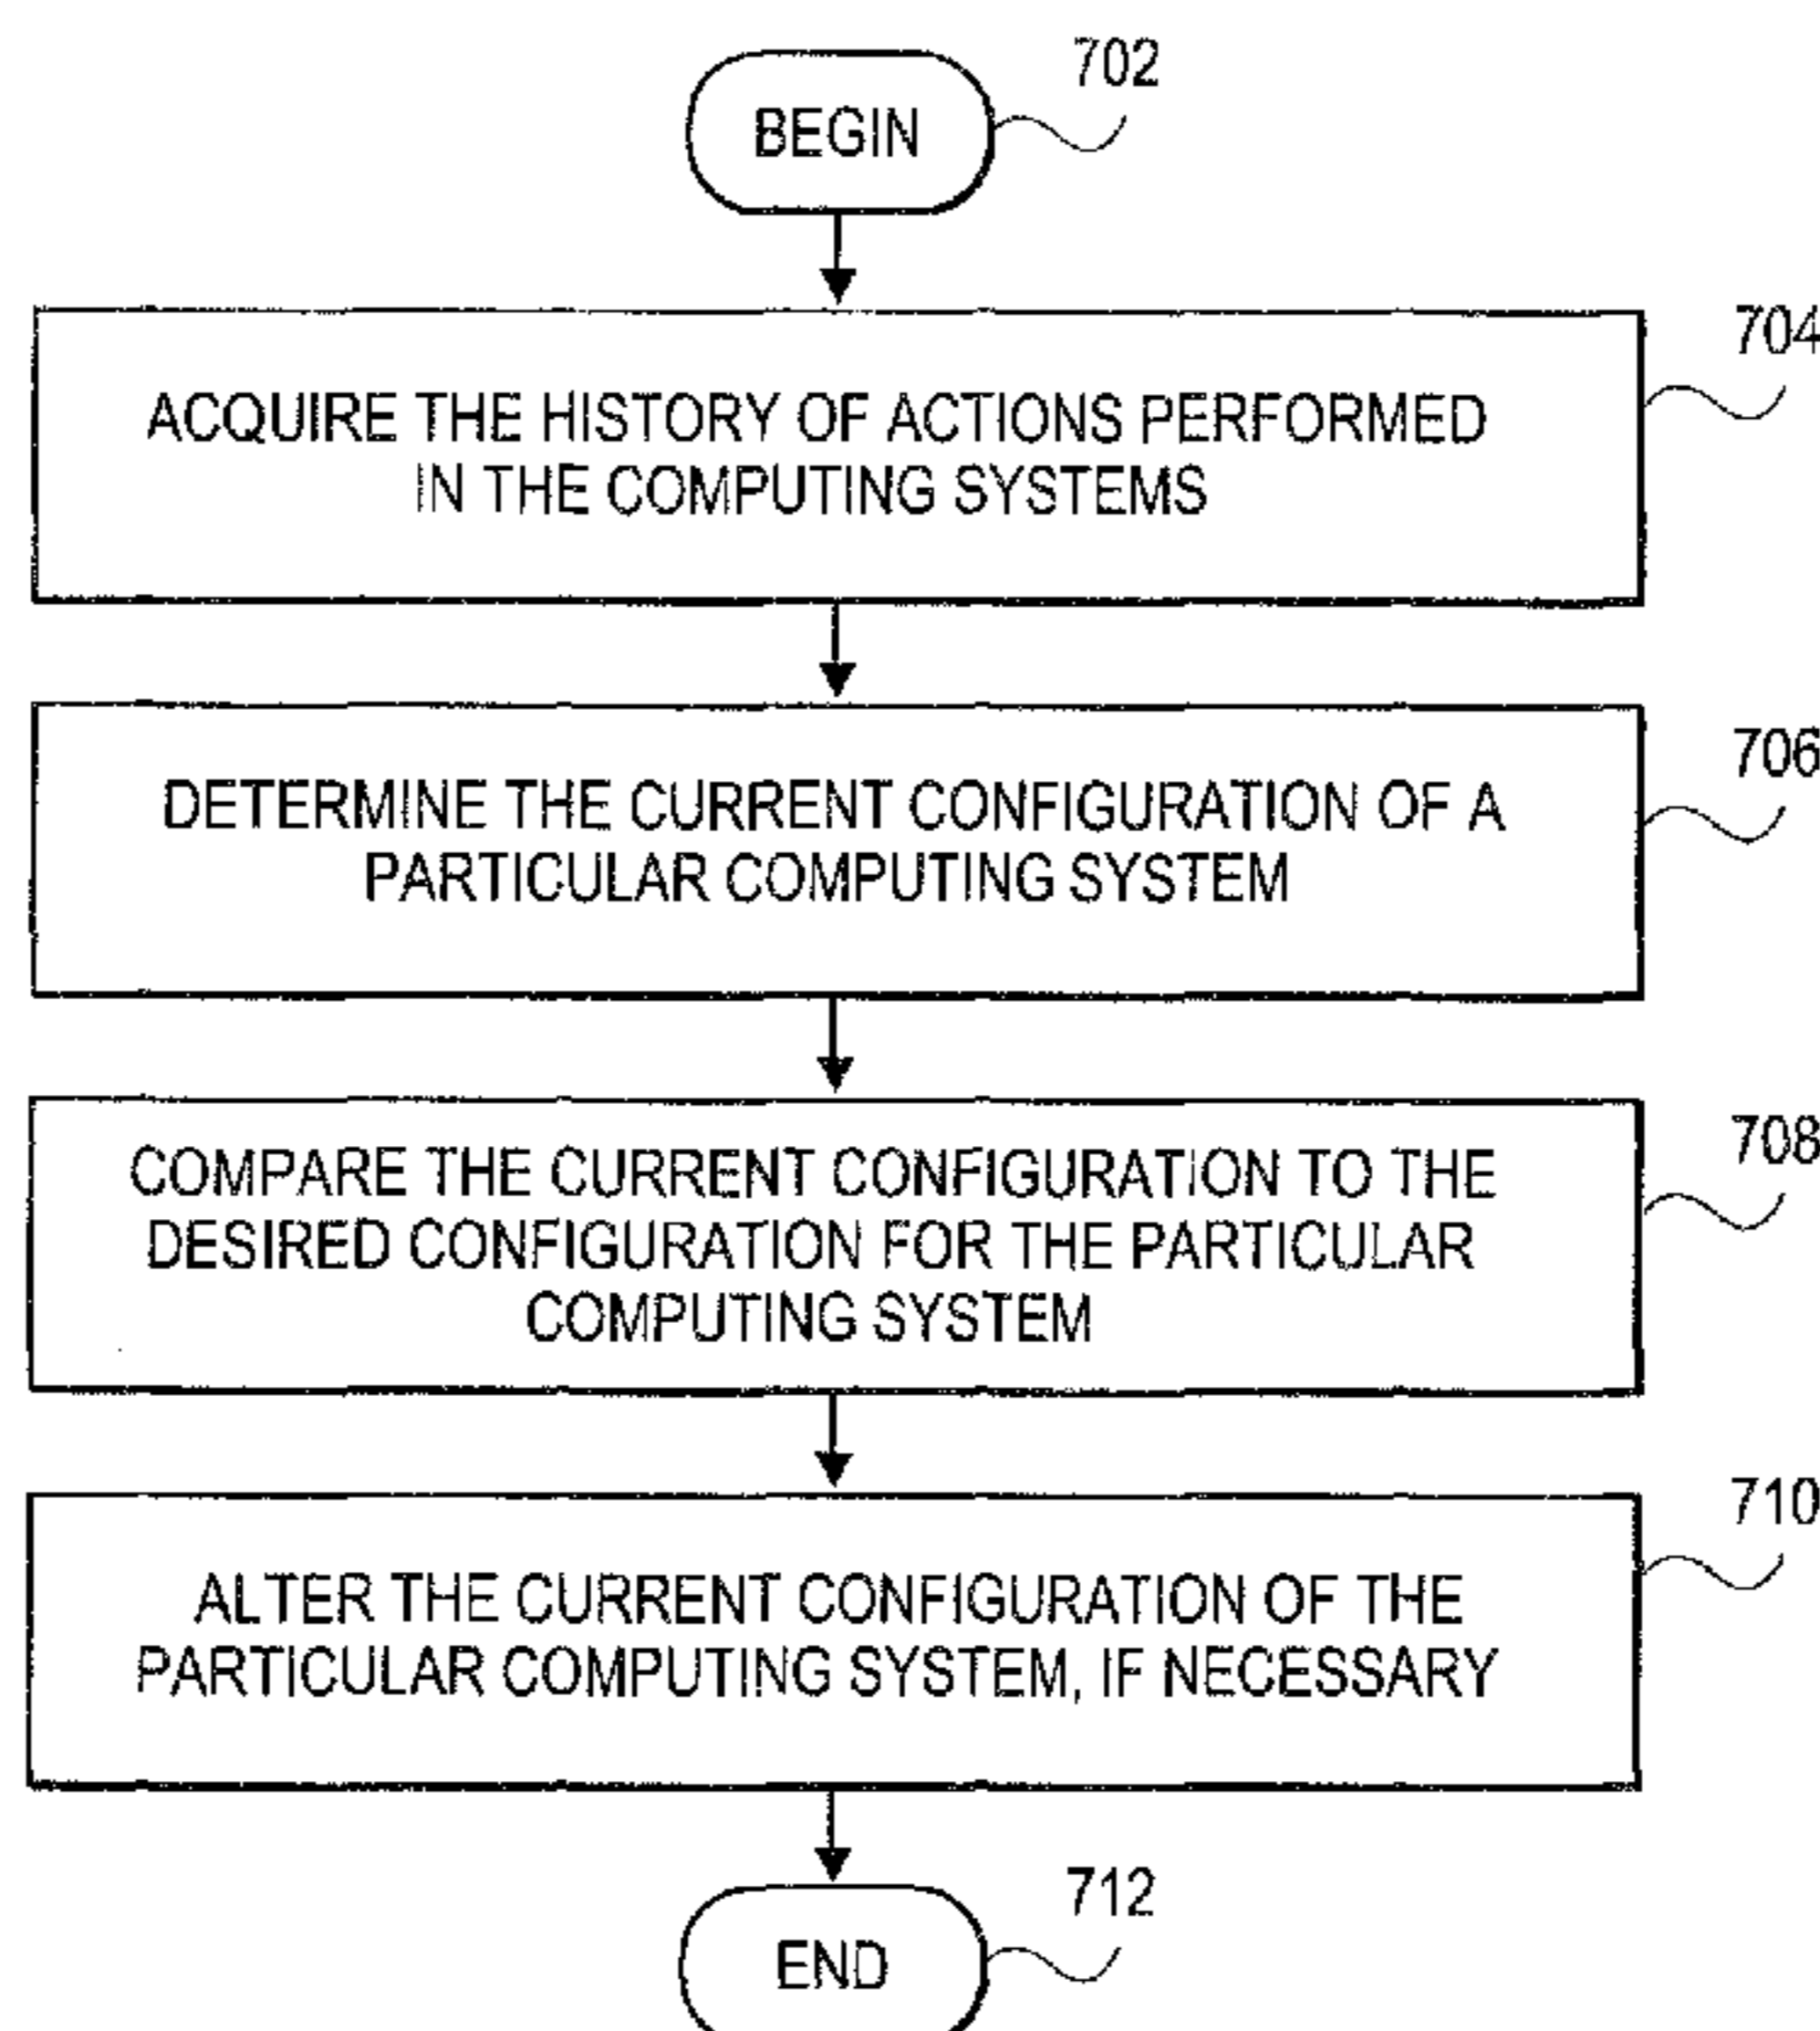 BEGIN
702
ACQUIRE THE HISTORY OF ACTIONS PERFORMED
IN THE COMPUTING SYSTEMS
704
DETERMINE THE CURRENT CONFIGURATION OF A
PARTICULAR COMPUTING SYSTEM
706
COMPARE THE CURRENT CONFIGURATION TO THE
DESIRED CONFIGURATION FOR THE PARTICULAR
COMPUTING SYSTEM
708
ALTER THE CURRENT CONFIGURATION OF THE
PARTICULAR COMPUTING SYSTEM, IF NECESSARY
710
END
712